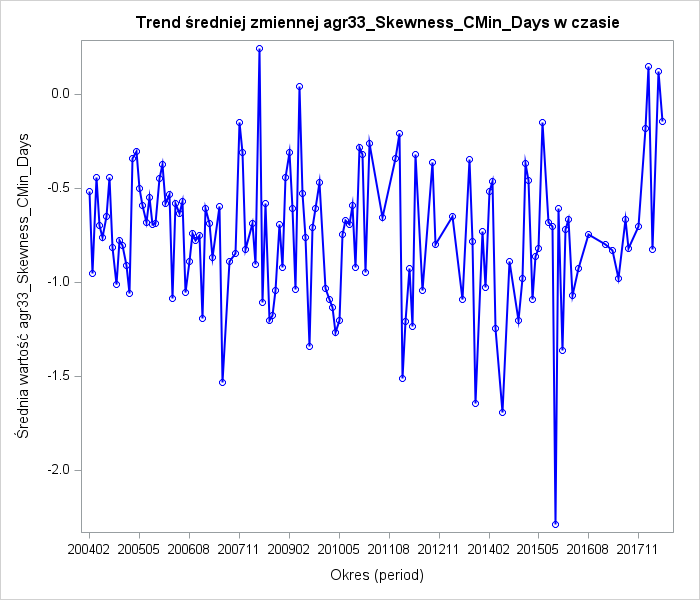 Trend średniej zmiennej agr33_Skewness_CMin_Days w czasie
Średnia wartość agr33_Skewness_CMin_Days
0.0
-0.5
-1.0
-1.5
-2.0
200402 200505 200608 200711 200902 201005 201108 201211 201402 201505 201608 201711
Okres (period)